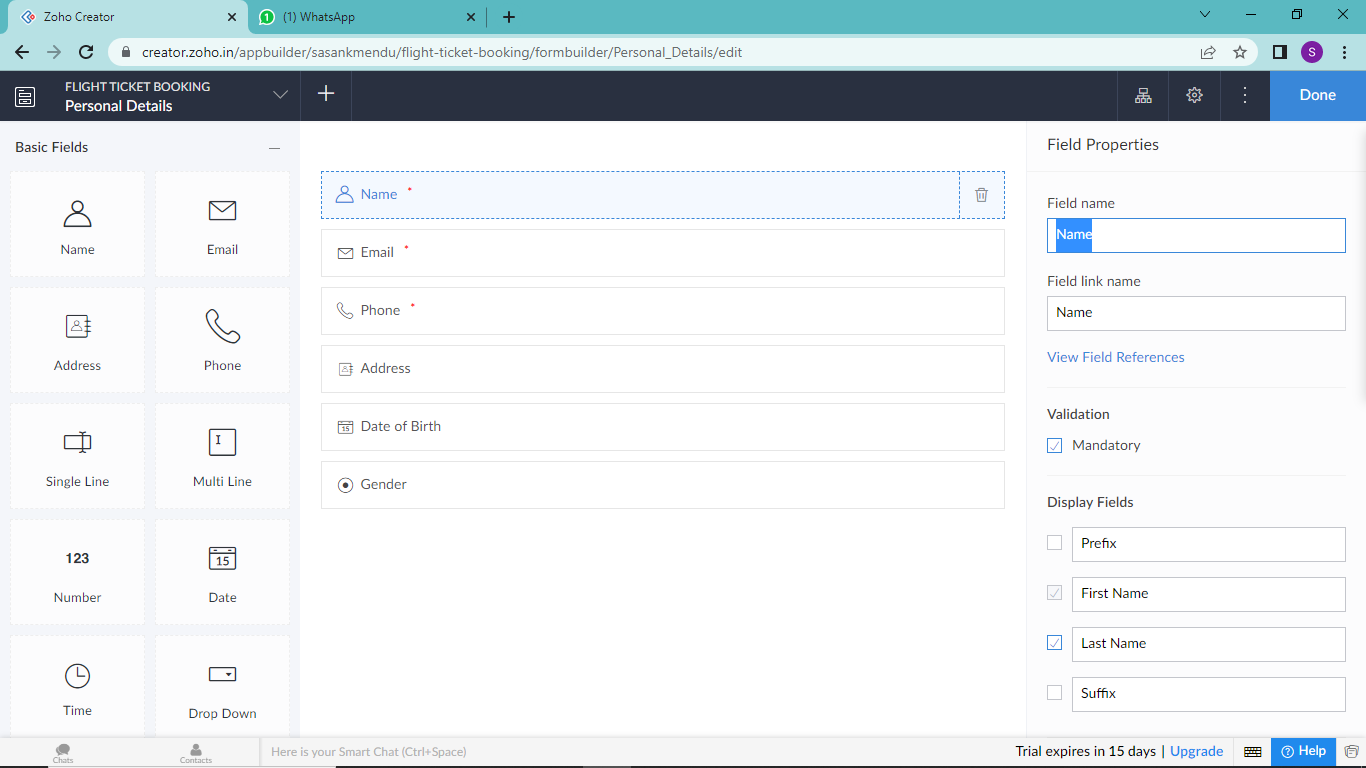 Zoho Creator
1
(1) WhatsApp
creator.zoho.in/appbuilder/sasankmendu/flight-ticket-booking/formbuilder/Personal_Details/edit
S
FLIGHT TICKET BOOKING
Personal Details
Done
Basic Fields
Name
Email
Address
Phone
Single Line
I
Multi Line
123
Number
15
Date
Time
Drop Down
Name *
Email *
Phone *
Address
15
Date of Birth
Gender
Field Properties
Field name
Name
Field link name
Name
View Field References
Validation
Mandatory
Display Fields
Prefix
First Name
Last Name
Suffix
Chats
Contacts
Here is your Smart Chat (Ctrl+Space)
Trial expires in 15 days | Upgrade
? Help